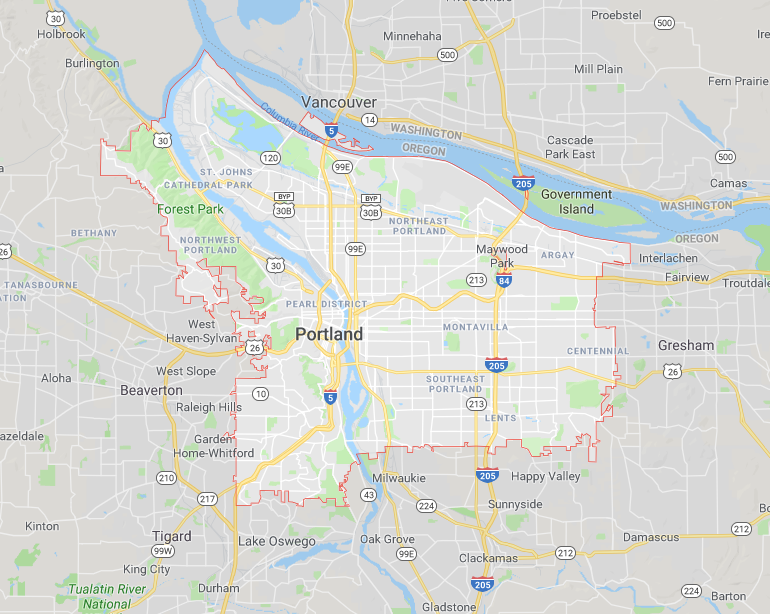 Five Corners
30
Holbrook
Proebstel
500
Minnehaha
500
Burlington
Mill Plain
Fern Prairie
Vancouver
Columbia River
5
14
WASHINGTON
OREGON
30
Cascade
Park East
500
120
99E
ST. JOHNS
CATHEDRAL PARK
205
Camas
BYP
30B
BYP
30B
Government
Island
WASHINGTON
Forest Park
NORTHEAST
PORTLAND
BETHANY
NORTHWEST
PORTLAND
OREGON
26
99E
Maywood
Park
ARGAY
Interlachen
30
213
84
Fairview
Troutdale
TANASBOURNE
PEARL DISTRICT
West
Haven-Sylvan
Portland
MONTAVILLA
26
CENTENNIAL
Gresham
Aloha
West Slope
205
26
Beaverton
SOUTHEAST
PORTLAND
10
5
Raleigh Hills
213
LENTS
Garden
Home-Whitford
210
Milwaukie
205
Happy Valley
217
43
224
Sunnyside
Kinton
Tigard
Lake Oswego
Oak Grove
212
Damascus
99W
99E
Clackamas
212
King City
205
Tualatin River
National
Durham
224
Barton
Gladstone